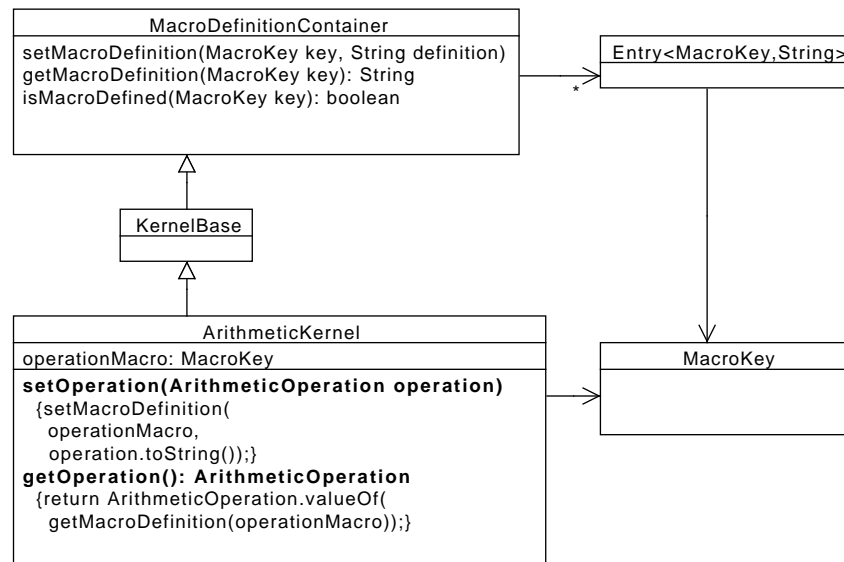 MacroDefinitionContainer
setMacroDefinition(MacroKey key, String definition)
getMacroDefinition(MacroKey key): String
isMacroDefined(MacroKey key): boolean
Entry<MacroKey,String>
*
KernelBase
ArithmeticKernel
operationMacro: MacroKey
setOperation(ArithmeticOperation operation)
{setMacroDefinition(
operationMacro,
operation.toString());}
getOperation(): ArithmeticOperation
{return ArithmeticOperation.valueOf(
getMacroDefinition(operationMacro));}
MacroKey